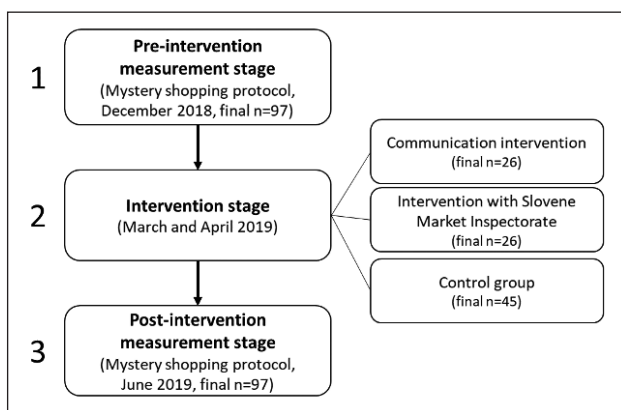 1
Pre-intervention
measurement stage
(Mystery shopping protocol,
December 2018, final n=97)
2
Intervention stage
(March and April 2019)
Communication intervention
(final n=26)
Intervention with Slovene
Market Inspectorate
(final n=26)
Control group
(final n=45)
3
Post-intervention
measurement stage
(Mystery shopping protocol,
June 2019, final n=97)